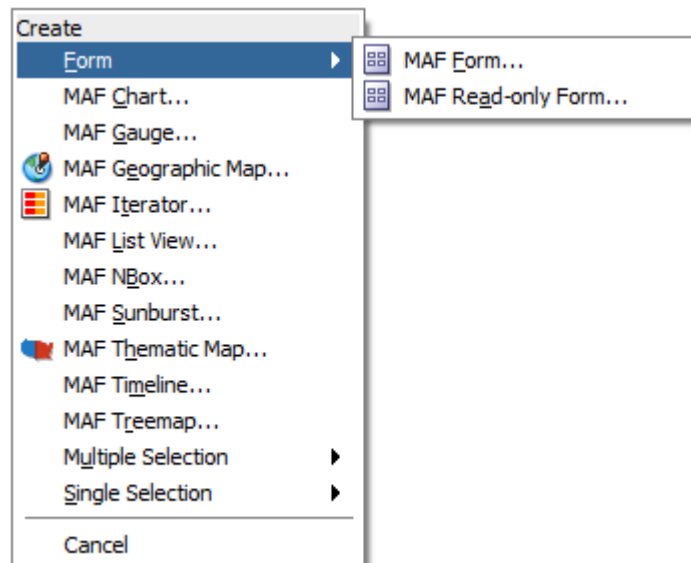 Create
Form
MAF Form...
MAF Read-only Form...
MAF Chart...
MAF Gauge...
MAF Geographic Map...
MAF Iterator...
MAF List View...
MAF NBox...
MAF Sunburst...
MAF Thematic Map...
MAF Timeline...
MAF Treemap...
Multiple Selection
Single Selection
Cancel